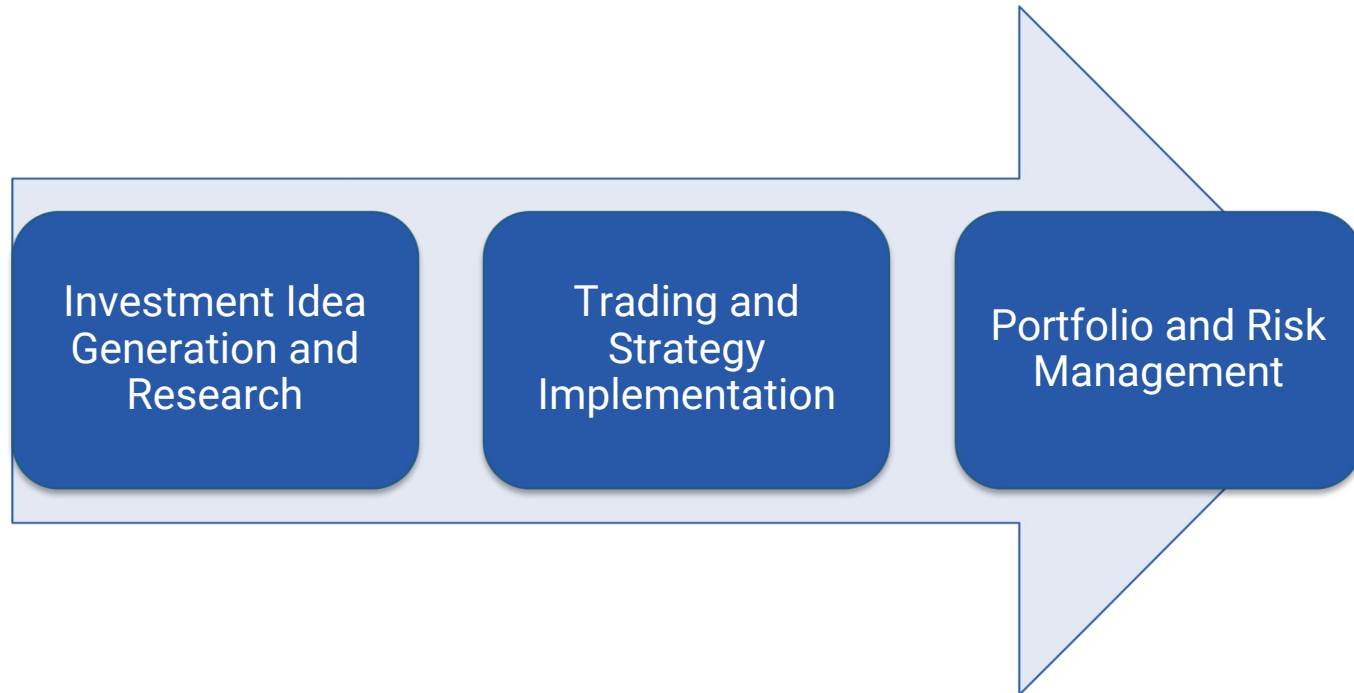 Investment Idea
Generation and
Research
Trading and
Strategy
Implementation
Portfolio and Risk
Management